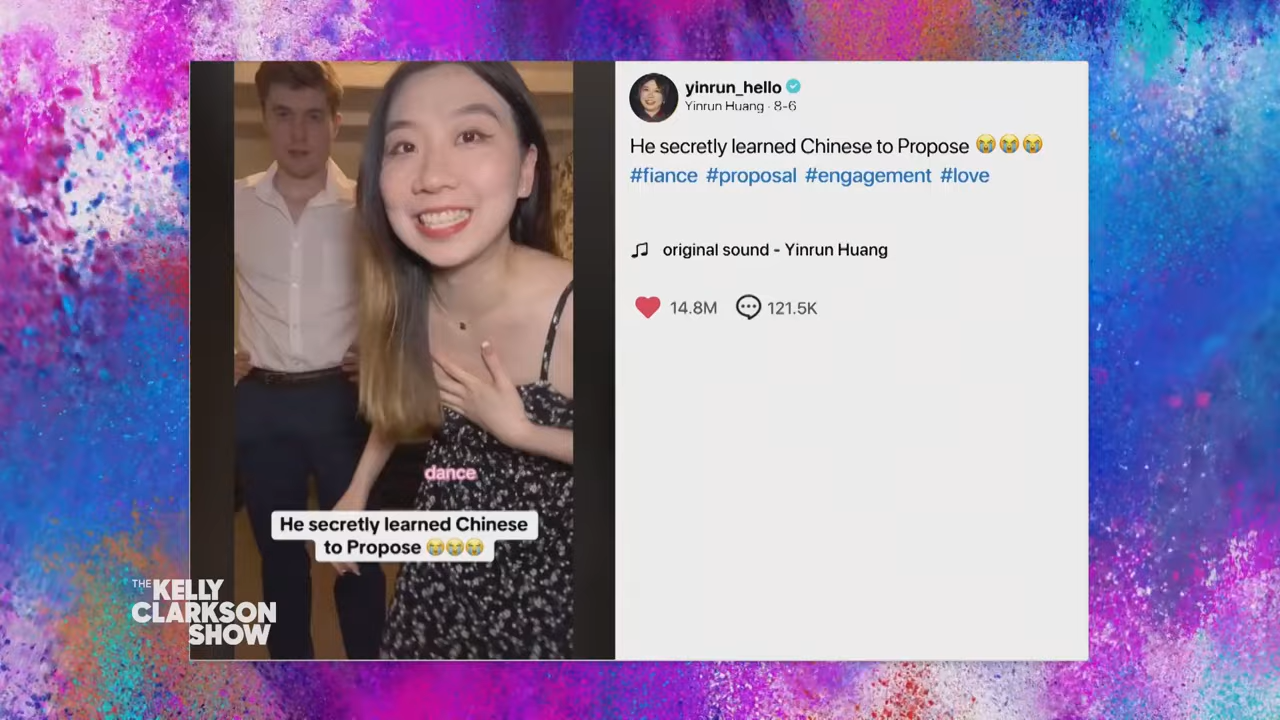 yinrun_hello
Yinrun Huang · 8-6
He secretly learned Chinese to Propose 😭😭😭
#fiance #proposal #engagement #love
original sound - Yinrun Huang
14.8M 121.5K
dance
He secretly learned Chinese
to Propose 😭😭😭
THE KELLY
CLARKSON
SHOW